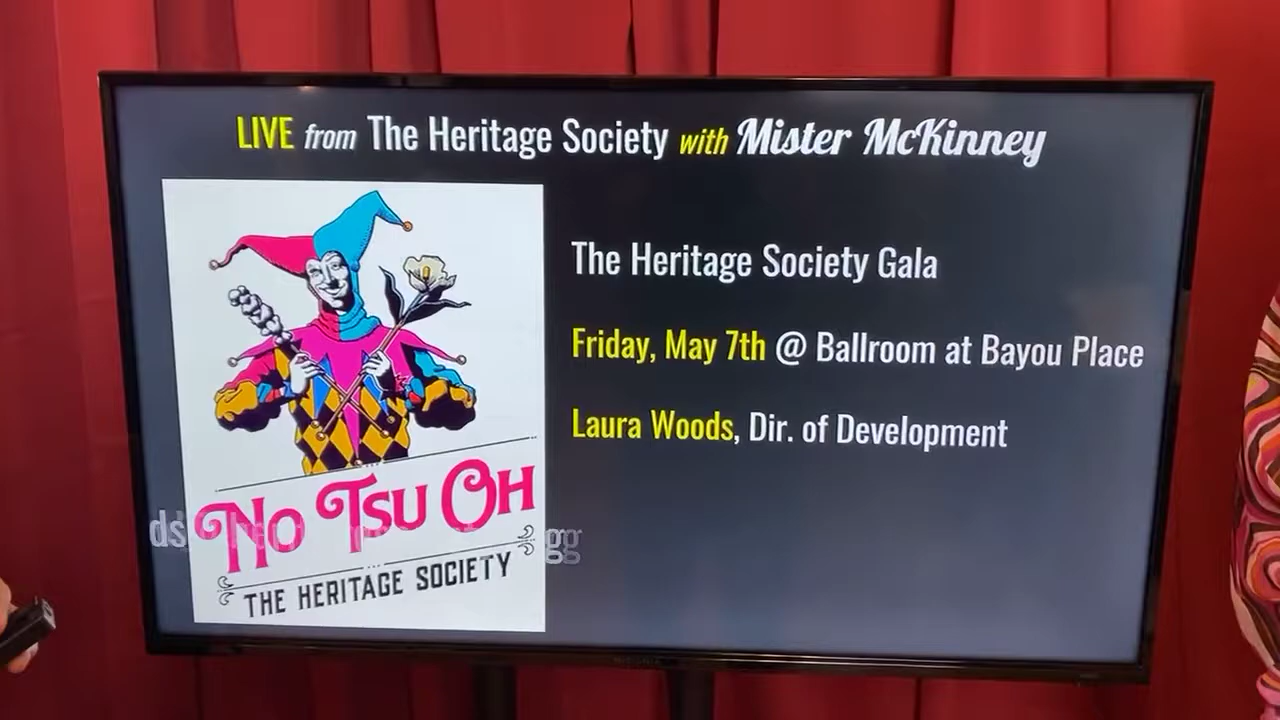 LIVE from The Heritage Society with Mister McKinney
The Heritage Society Gala
Friday, May 7th @ Ballroom at Bayou Place
Laura Woods, Dir. of Development
No Tsu Oh
THE HERITAGE SOCIETY